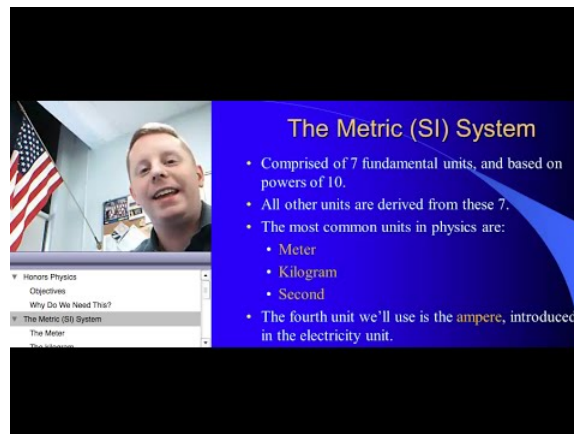 The Metric (SI) System
• Comprised of 7 fundamental units, and based on
powers of 10.
• All other units are derived from these 7.
• The most common units in physics are:
• Meter
• Kilogram
• Second
• The fourth unit we'll use is the ampere, introduced
in the electricity unit.
Honors Physics
Objectives
Why Do We Need This?
The Metric (SI) System
The Meter
The kilogram